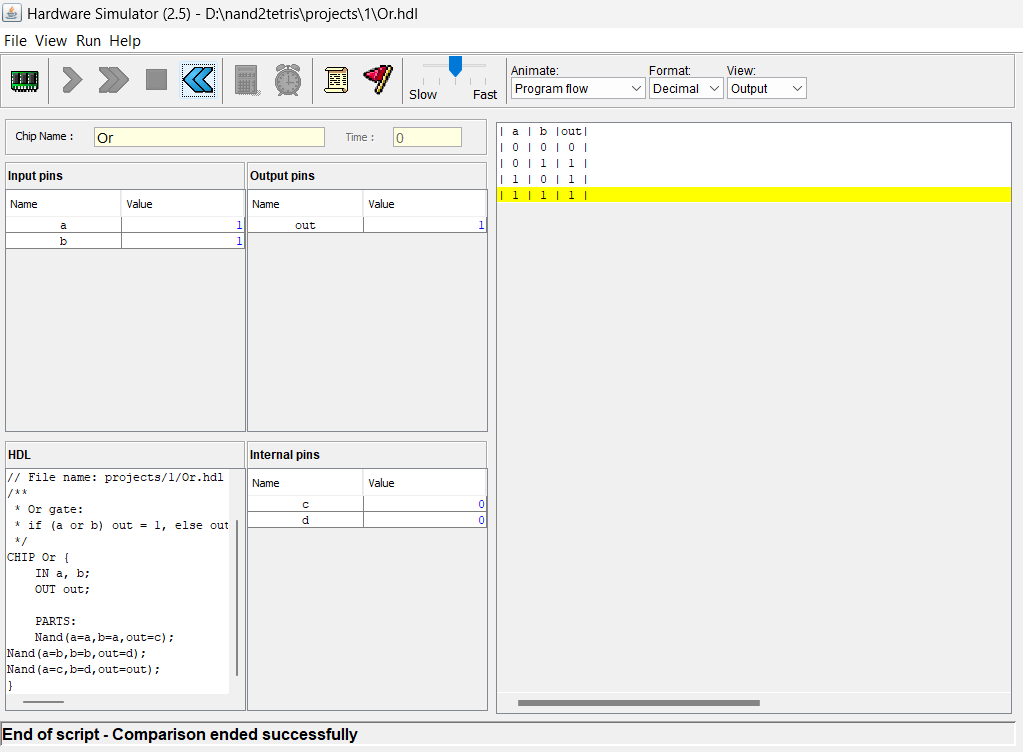 Hardware Simulator (2.5) - D:\nand2tetris\projects\1\Or.hdl
File View Run Help
Slow Fast
Animate: Format: View:
Program flow Decimal Output
Chip Name : Or Time : 0
Input pins
Name Value
a 1
b 1
Output pins
Name Value
out 1
HDL
// File name: projects/1/Or.hdl
/**
 * Or gate:
 * if (a or b) out = 1, else out
 */
CHIP Or {
    IN a, b;
    OUT out;
    PARTS:
    Nand(a=a,b=a,out=c);
Nand(a=b,b=b,out=d);
Nand(a=c,b=d,out=out);
}
Internal pins
Name Value
c 0
d 0
| a | b |out|
| 0 | 0 | 0 |
| 0 | 1 | 1 |
| 1 | 0 | 1 |
| 1 | 1 | 1 |
End of script - Comparison ended successfully